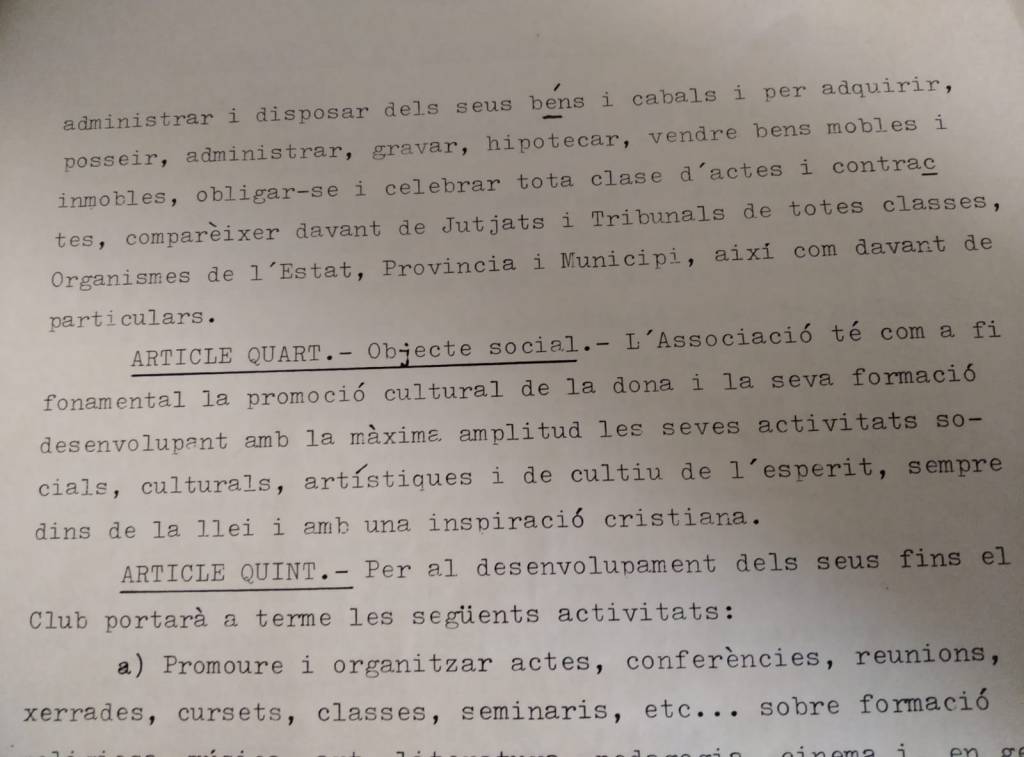 administrar i disposar dels seus béns i cabals i per adquirir,
posseir, administrar, gravar, hipotecar, vendre bens mobles i
inmobles, obligar-se i celebrar tota clase d´actes i contrac
tes, comparèixer davant de Jutjats i Tribunals de totes classes,
Organismes de l´Estat, Provincia i Municipi, així com davant de
particulars.
ARTICLE QUART.- Objecte social.- L´Associació té com a fi
fonamental la promoció cultural de la dona i la seva formació
desenvolupant amb la màxima amplitud les seves activitats so-
cials, culturals, artístiques i de cultiu de l´esperit, sempre
dins de la llei i amb una inspiració cristiana.
ARTICLE QUINT.- Per al desenvolupament dels seus fins el
Club portarà a terme les següents activitats:
a) Promoure i organitzar actes, conferències, reunions,
xerrades, cursets, classes, seminaris, etc... sobre formació
cinema i en